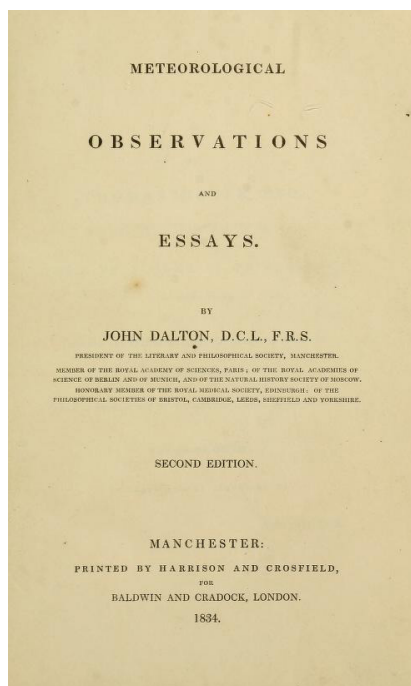 METEOROLOGICAL
OBSERVATIONS
AND
ESSAYS.
BY
JOHN DALTON, D.C.L., F.R.S.
PRESIDENT OF THE LITERARY AND PHILOSOPHICAL SOCIETY, MANCHESTER.
MEMBER OF THE ROYAL ACADEMY OF SCIENCES, PARIS; OF THE ROYAL ACADEMIES OF
SCIENCE OF BERLIN AND OF MUNICH, AND OF THE NATURAL HISTORY SOCIETY OF MOSCOW.
HONORARY MEMBER OF THE ROYAL MEDICAL SOCIETY, EDINBURGH: OF THE
PHILOSOPHICAL SOCIETIES OF BRISTOL, CAMBRIDGE, LEEDS, SHEFFIELD AND YORKSHIRE.
SECOND EDITION.
MANCHESTER:
PRINTED BY HARRISON AND CROSFIELD,
FOR
BALDWIN AND CRADOCK, LONDON.
1834.